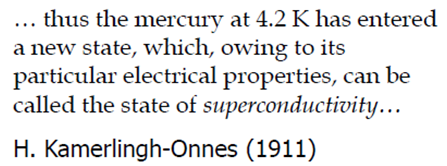 … thus the mercury at 4.2 K has entered
a new state, which, owing to its
particular electrical properties, can be
called the state of superconductivity…
H. Kamerlingh-Onnes (1911)